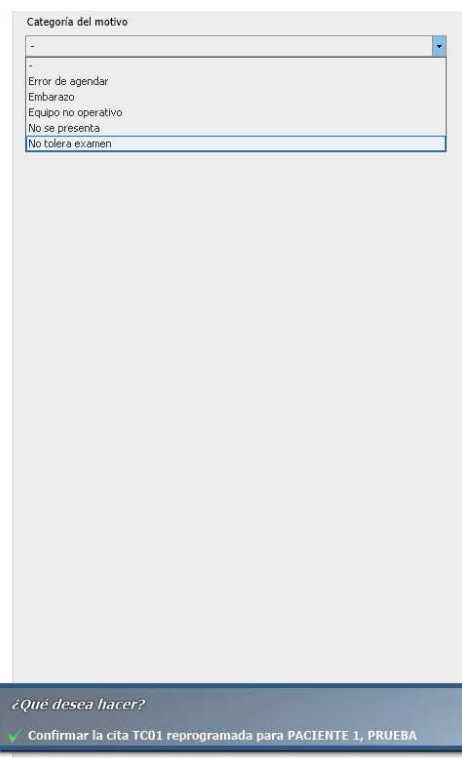 Categoría del motivo
-
-
Error de agendar
Embarazo
Equipo no operativo
No se presenta
No tolera examen
¿Qué desea hacer?
Confirmar la cita TC01 reprogramada para PACIENTE 1, PRUEBA